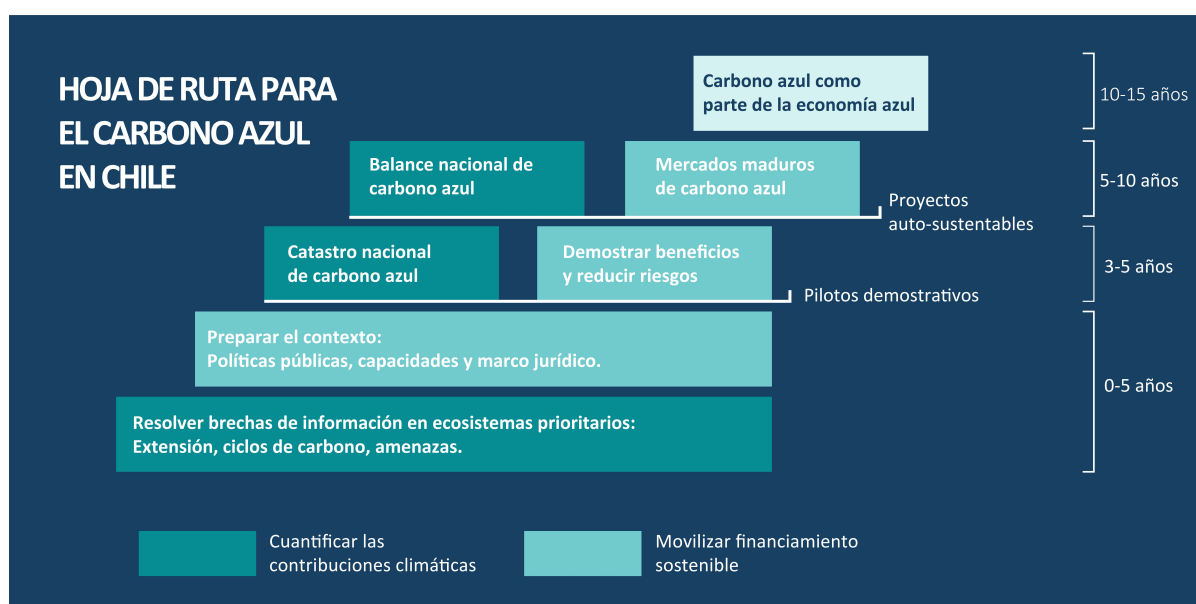 HOJA DE RUTA PARA
EL CARBONO AZUL
EN CHILE
Carbono azul como
parte de la economía azul
10-15 años
Balance nacional de
carbono azul
Mercados maduros
de carbono azul
5-10 años
Proyectos
auto-sustentables
Catastro nacional
de carbono azul
Demostrar beneficios
y reducir riesgos
3-5 años
Pilotos demostrativos
Preparar el contexto:
Políticas públicas, capacidades y marco jurídico.
0-5 años
Resolver brechas de información en ecosistemas prioritarios:
Extensión, ciclos de carbono, amenazas.
Cuantificar las
contribuciones climáticas
Movilizar financiamiento
sostenible